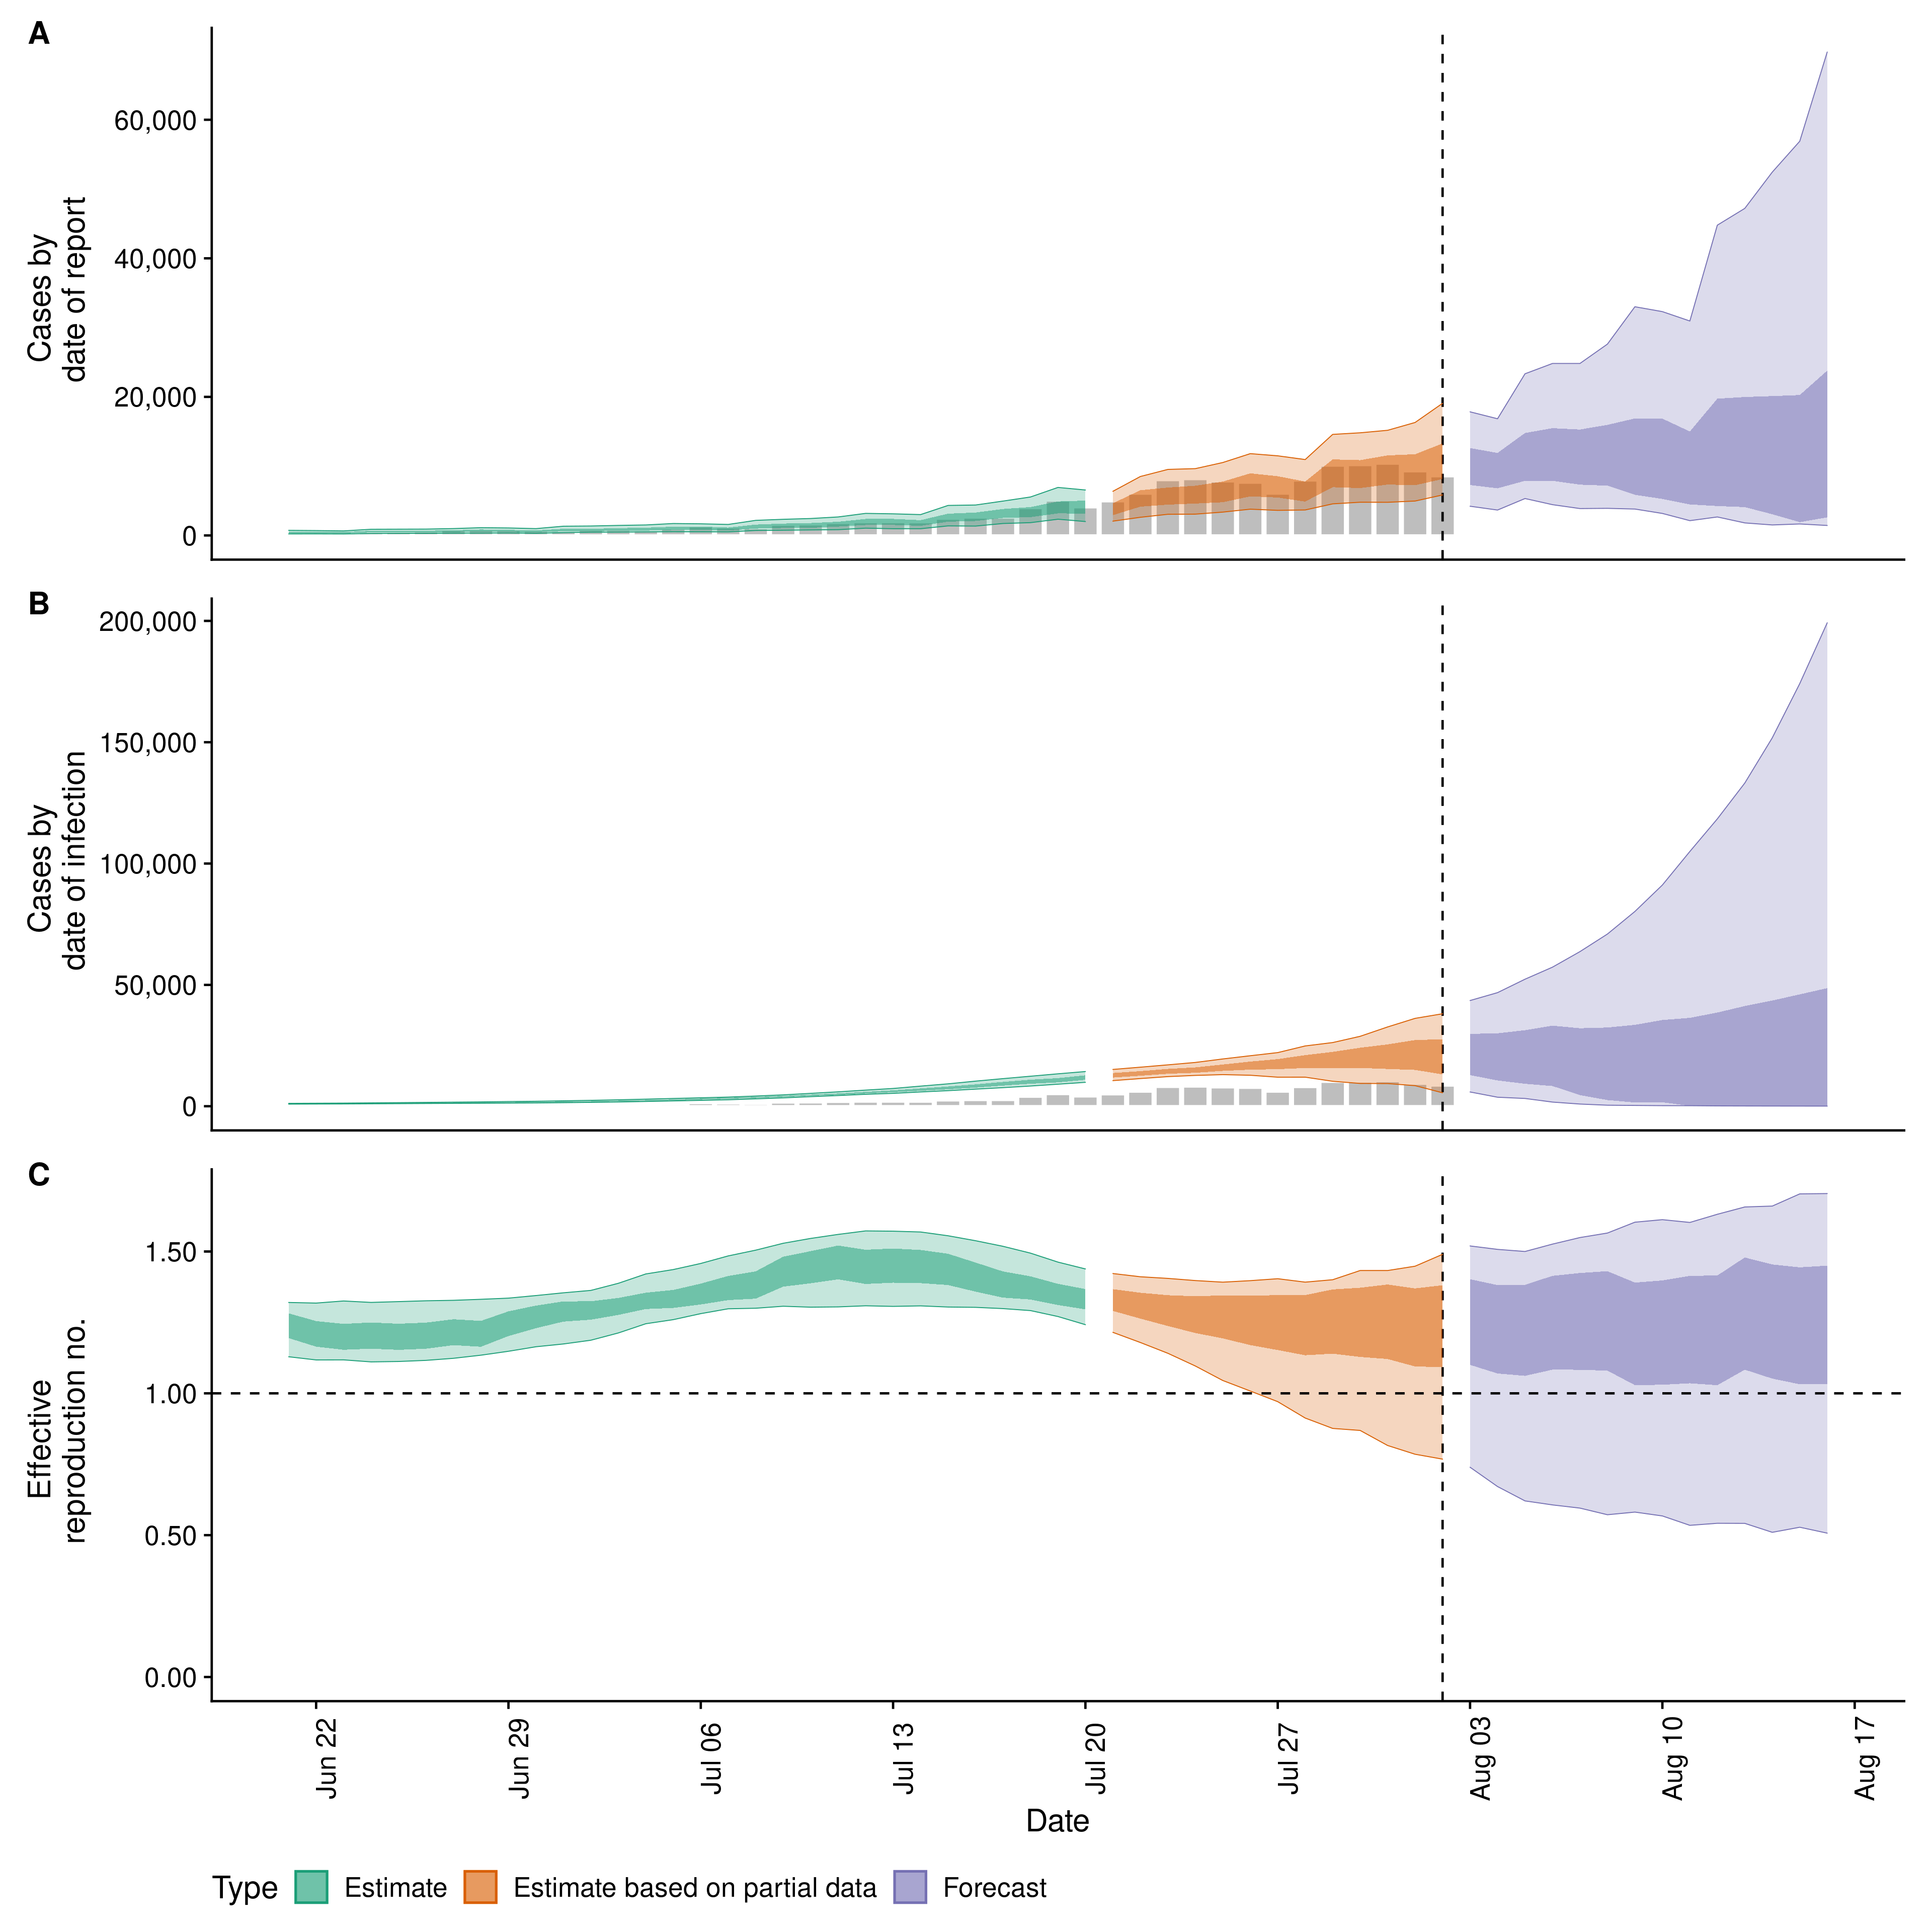 A
Cases by
date of report
60,000
40,000
20,000
0
B
Cases by
date of infection
200,000
150,000
100,000
50,000
0
C
Effective
reproduction no.
1.50
1.00
0.50
0.00
Jun 22
Jun 29
Jul 06
Jul 13
Jul 20
Jul 27
Aug 03
Aug 10
Aug 17
Date
Type Estimate Estimate based on partial data Forecast